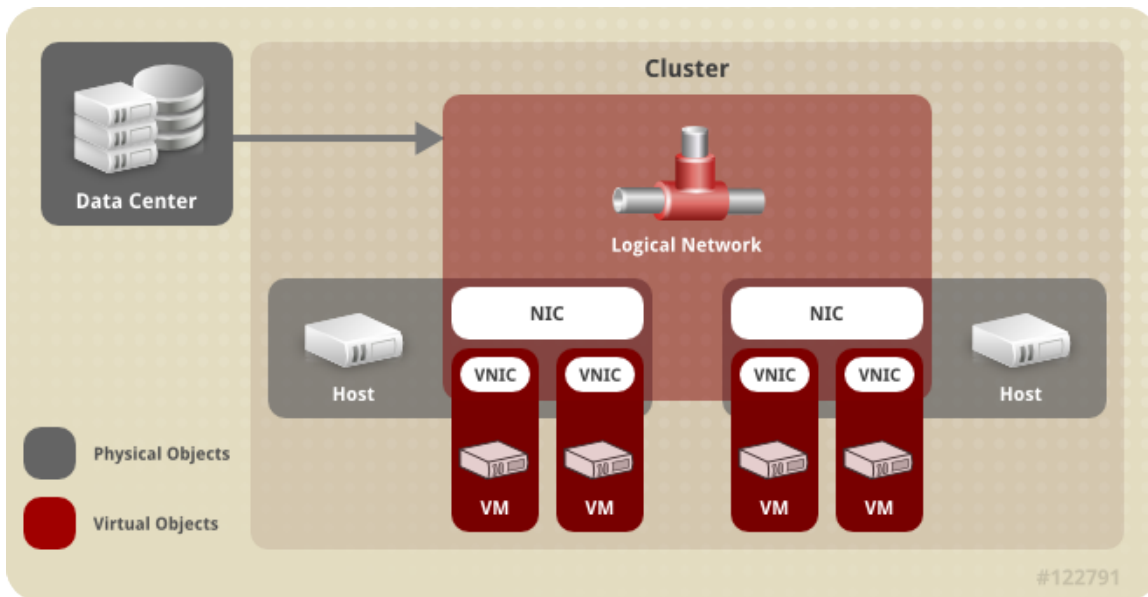 Cluster
Data Center
Logical Network
NIC
NIC
Host
VNIC
VNIC
VNIC
VNIC
Host
VM
VM
VM
VM
Physical Objects
Virtual Objects
#122791